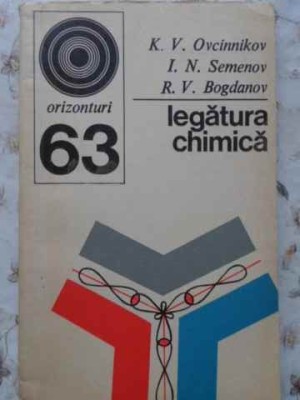 K. V. Ovcinnikov
I. N. Semenov
R. V. Bogdanov
orizonturi
63
legătura
chimică